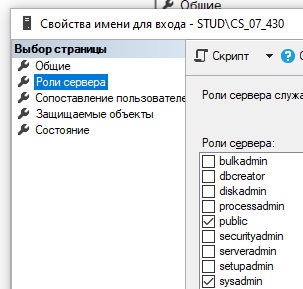 Общие
Свойства имени для входа - STUD\CS_07_430
Выбор страницы
Общие
Роли сервера
Сопоставление пользователе
Защищаемые объекты
Состояние
Скрипт
Роли сервера служа
Роли сервера:
bulkadmin
dbcreator
diskadmin
processadmin
public
securityadmin
serveradmin
setupadmin
sysadmin